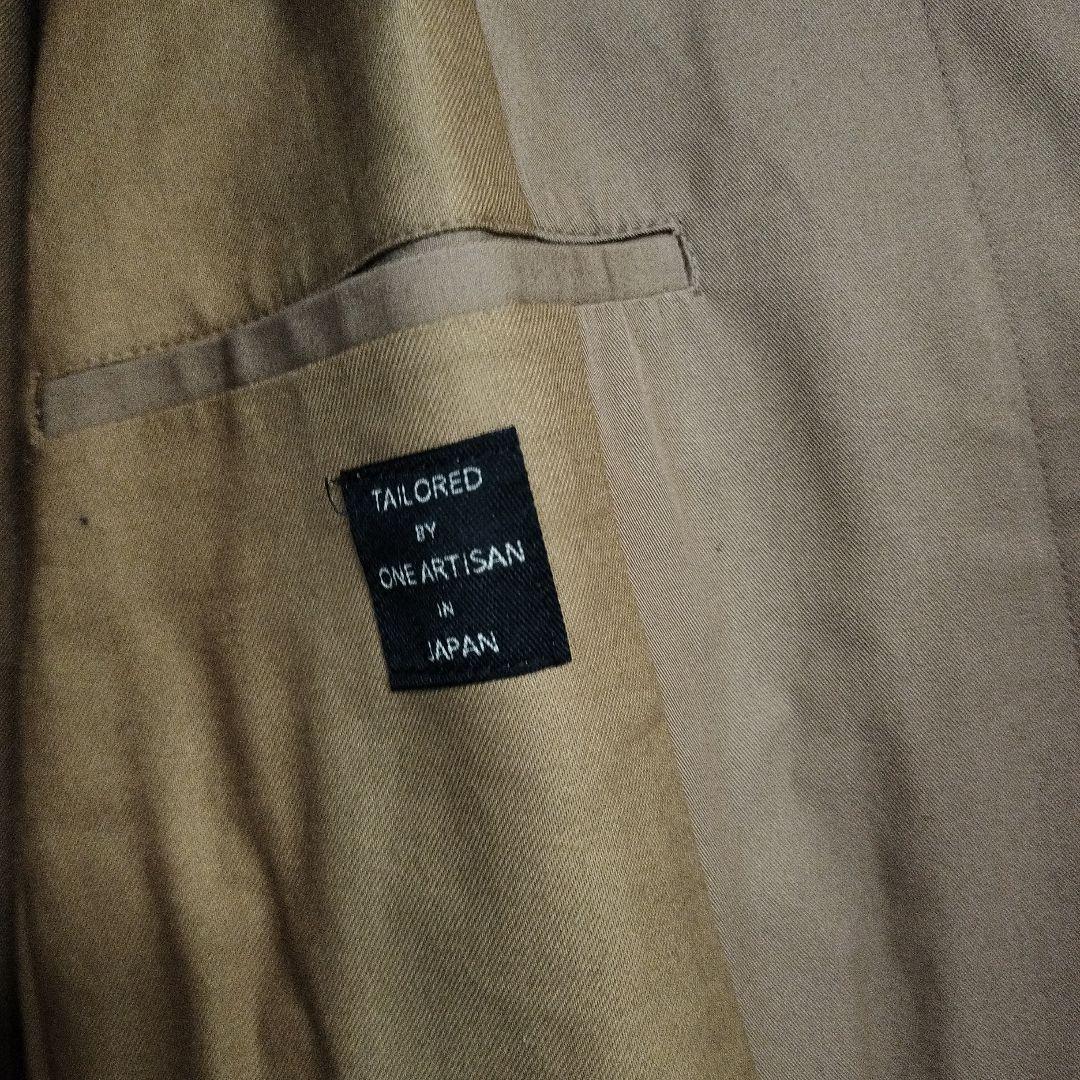 TAILORED
BY
ONE ARTISAN
IN
JAPAN